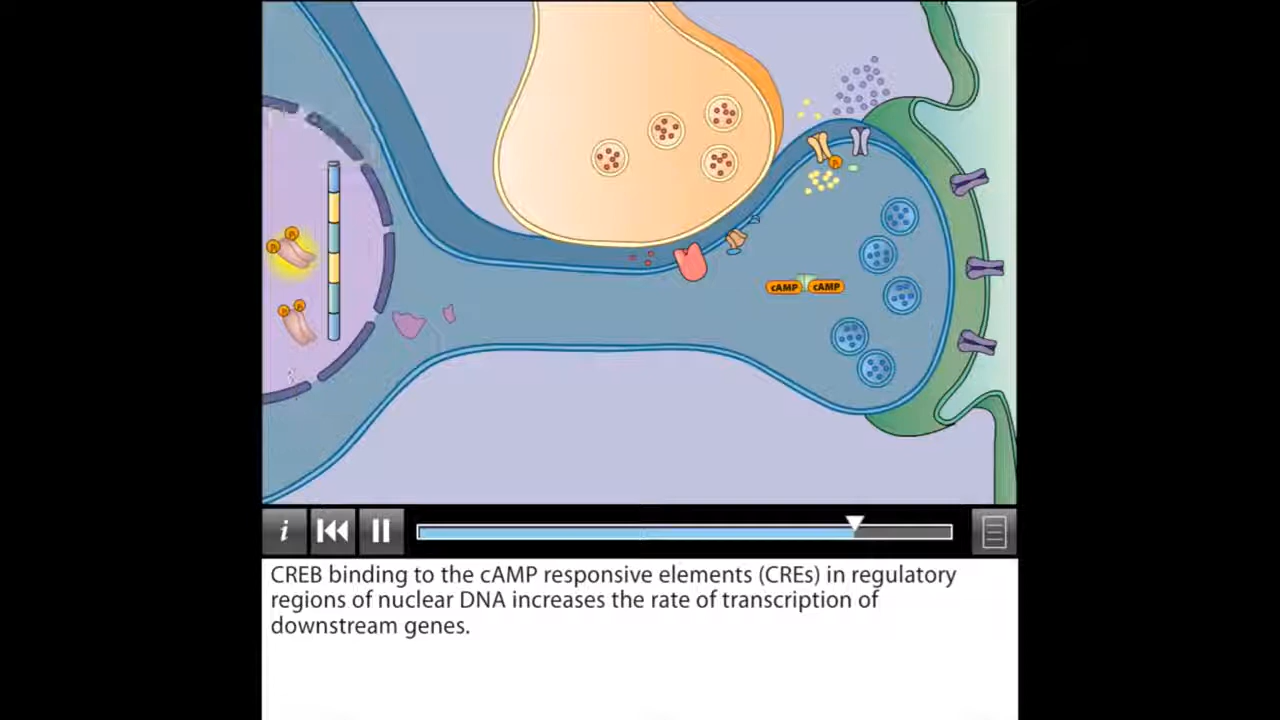 cAMP cAMP
i
CREB binding to the cAMP responsive elements (CREs) in regulatory
regions of nuclear DNA increases the rate of transcription of
downstream genes.